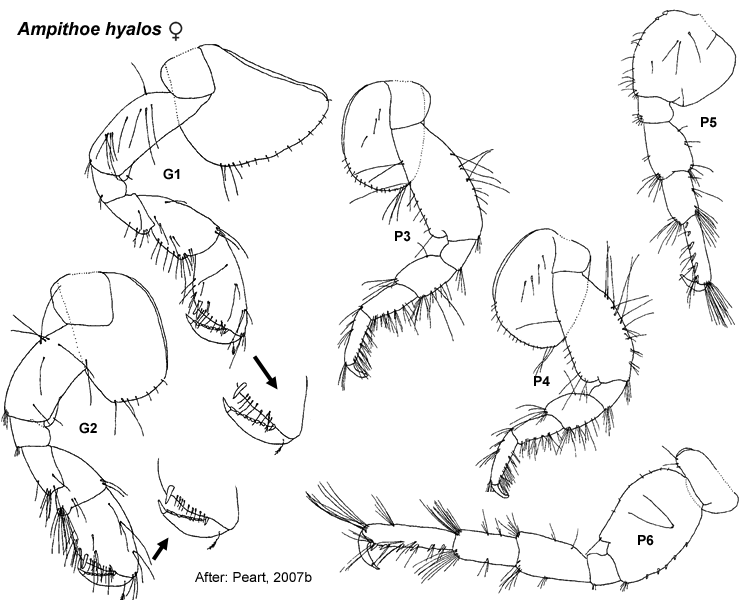 Ampithoe hyalos ♀
G1
P5
P3
P4
G2
P6
After: Peart, 2007b